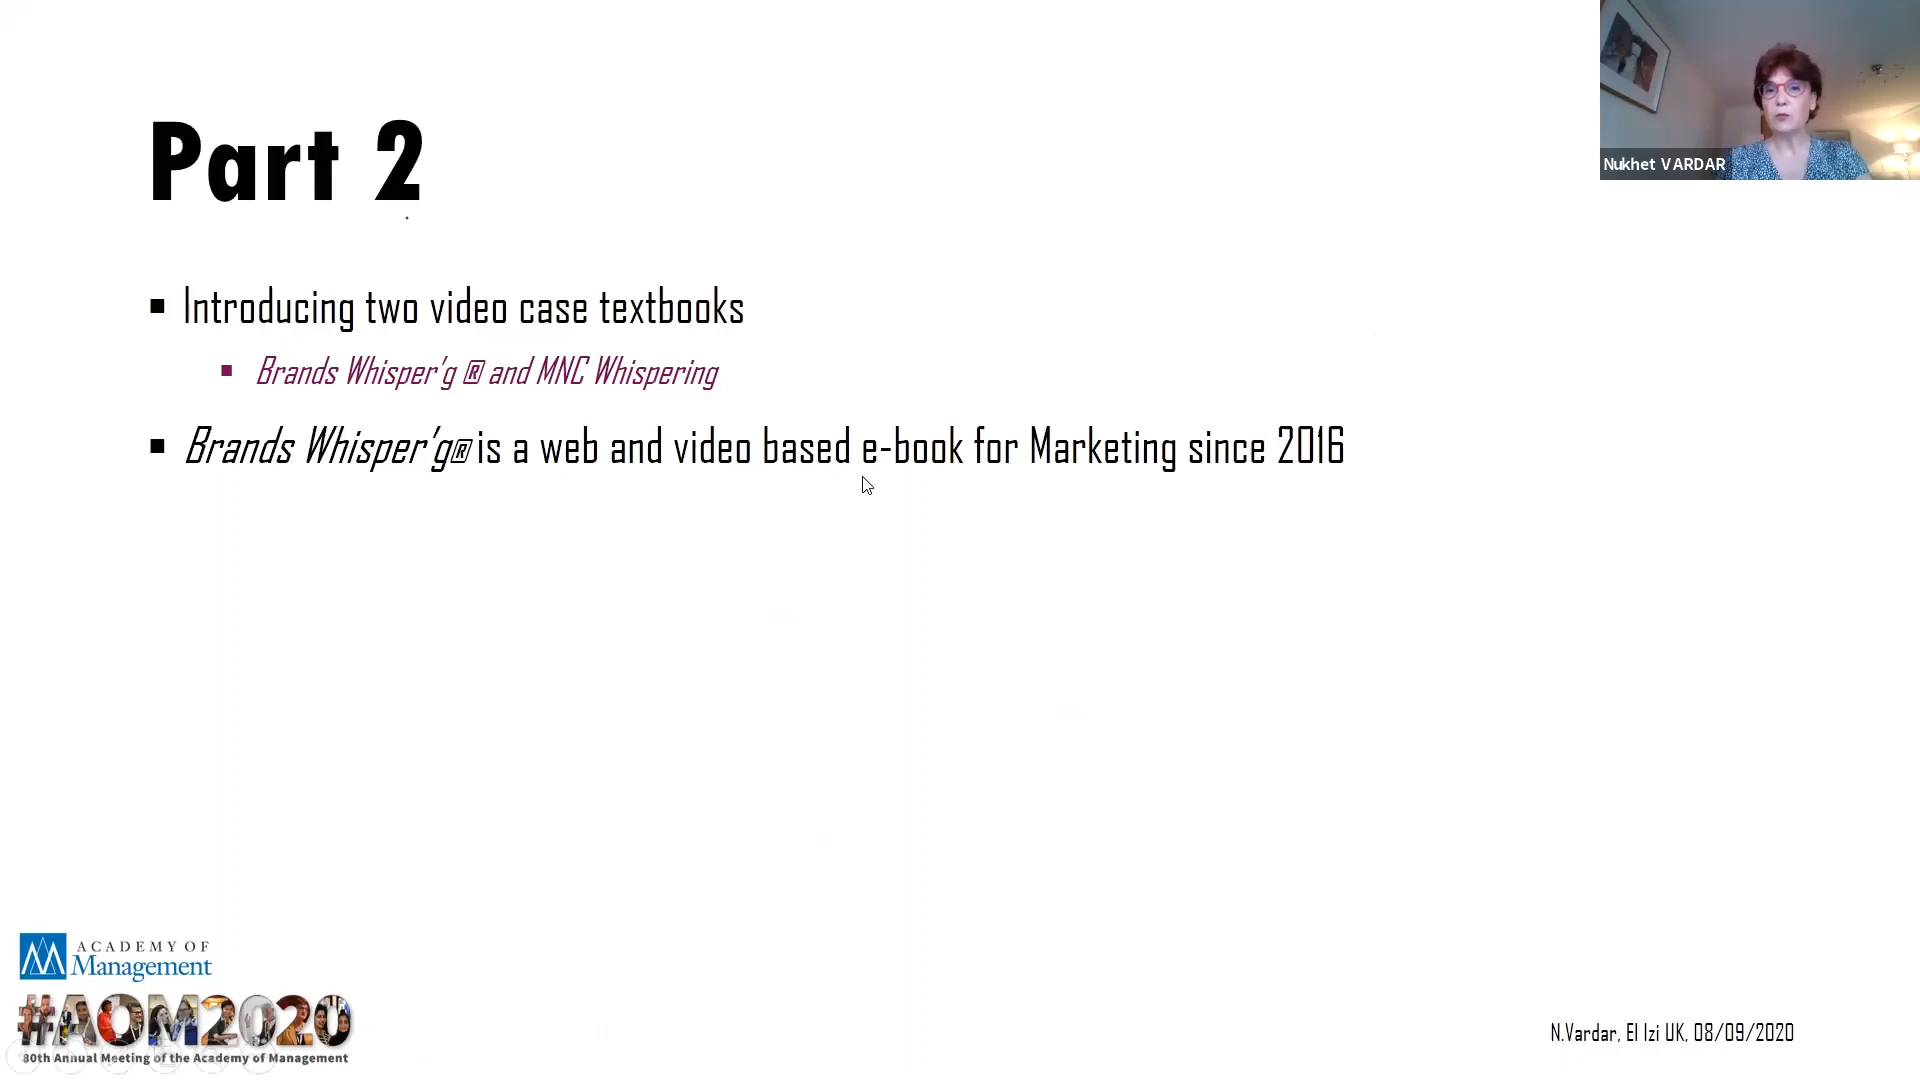 Part 2
Introducing two video case textbooks
Brands Whisper'g ® and MNC Whispering
Brands Whisper'g® is a web and video based e-book for Marketing since 2016
Nukhet VARDAR
ACADEMY OF
Management
#AOM2020
80th Annual Meeting of the Academy of Management
N.Vardar, El Izi UK, 08/09/2020